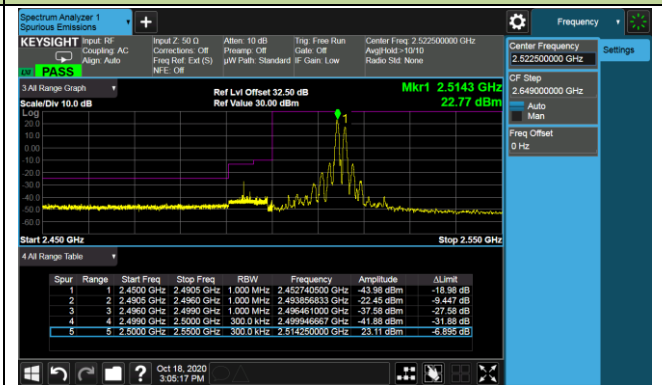 Spectrum Analyzer 1
Spurious Emissions
Frequency
KEYSIGHT Input: RF Input Z: 50 Ω Atten: 10 dB Trig: Free Run Center Freq: 2.522500000 GHz
Coupling: AC Corrections: Off Preamp: Off Gate: Off Avg|Hold:>10/10
Align: Auto Freq Ref: Ext (S) µW Path: Standard IF Gain: Low Radio Std: None
NFE: Off
PASS
Center Frequency
2.522500000 GHz
Settings
CF Step
2.649000000 GHz
Auto
Man
Freq Offset
0 Hz
3 All Range Graph
Ref Lvl Offset 32.50 dB
Mkr1 2.5143 GHz
Scale/Div 10.0 dB
Ref Value 30.00 dBm
22.77 dBm
Log
20.0
10.0
0.00
-10.0
-20.0
-30.0
-40.0
-50.0
-60.0
1
Start 2.450 GHz
Stop 2.550 GHz
4 All Range Table
Spur Range Start Freq Stop Freq RBW Frequency Amplitude ΔLimit
1 1 2.4500 GHz 2.4905 GHz 1.000 MHz 2.452740500 GHz -43.98 dBm -18.98 dB
2 2 2.4905 GHz 2.4960 GHz 1.000 MHz 2.493856833 GHz -22.45 dBm -9.447 dB
3 3 2.4960 GHz 2.4990 GHz 1.000 MHz 2.496461000 GHz -37.58 dBm -27.58 dB
4 4 2.4990 GHz 2.5000 GHz 300.0 kHz 2.499946667 GHz -41.88 dBm -31.88 dB
5 5 2.5000 GHz 2.5500 GHz 300.0 kHz 2.514250000 GHz 23.11 dBm -6.895 dB
Oct 18, 2020
3:05:17 PM